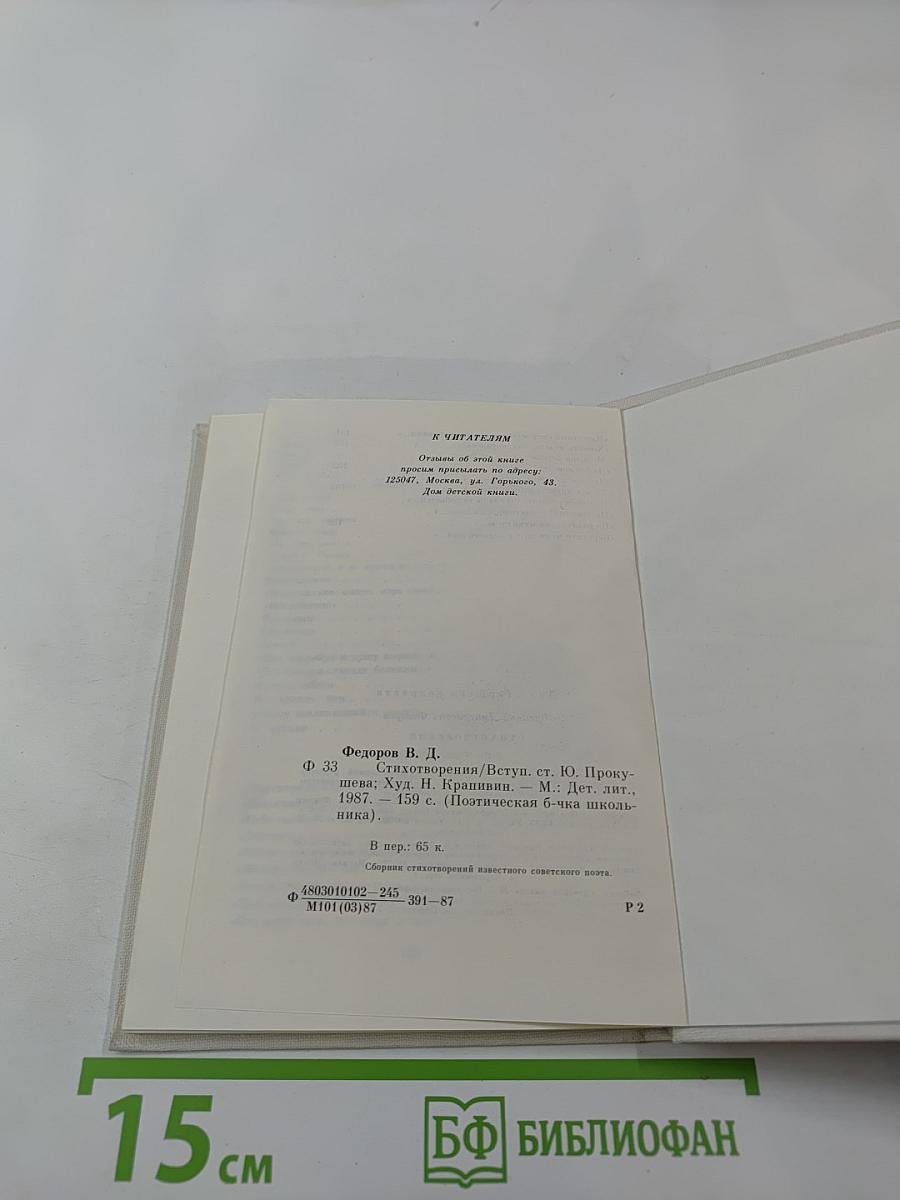 К ЧИТАТЕЛЯМ
Отзывы об этой книге
просим присылать по адресу:
125047, Москва, ул. Горького, 43.
Дом детской книги.
Федоров В. Д.
Ф 33 Стихотворения/Вступ. ст. Ю. Проку-
шева; Худ. Н. Крапивин. — М.: Дет. лит.,
1987. — 159 с. (Поэтическая б-чка школь-
ника).
В пер.: 65 к.
Сборник стихотворений известного советского поэта.
Ф 4803010102—245 391—87
М101(03)87
Р 2
15 см
БФ БИБЛИОФАН